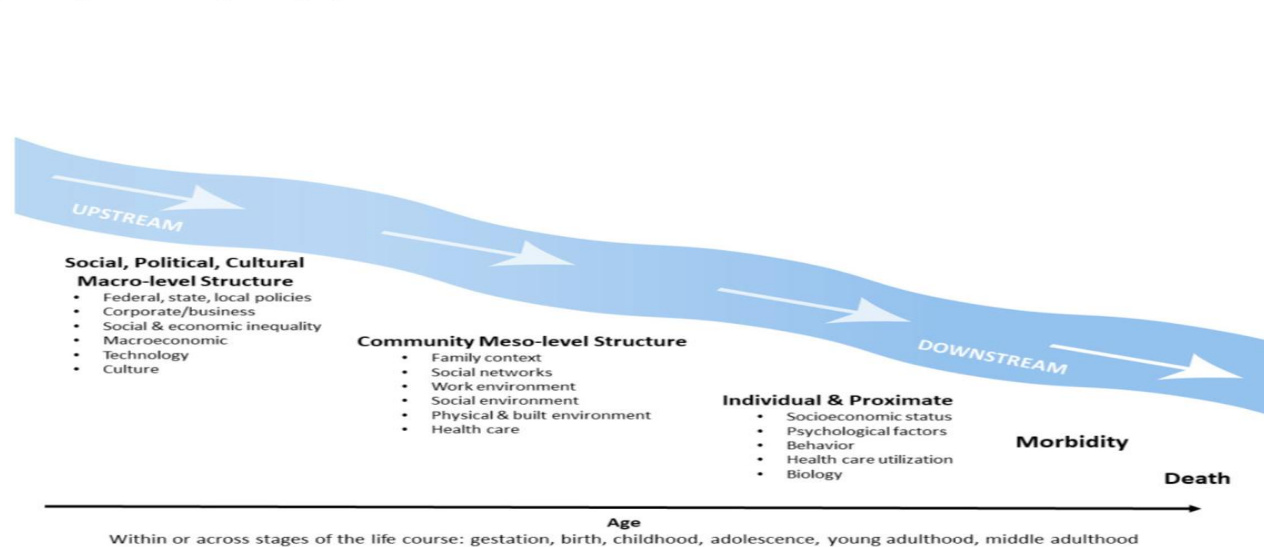 UPSTREAM
Social, Political, Cultural
Macro-level Structure
• Federal, state, local policies
• Corporate/business
• Social & economic inequality
• Macroeconomic
• Technology
• Culture
Community Meso-level Structure
• Family context
• Social networks
• Work environment
• Social environment
• Physical & built environment
• Health care
DOWNSTREAM
Individual & Proximate
• Socioeconomic status
• Psychological factors
• Behavior
• Health care utilization
• Biology
Morbidity
Death
Age
Within or across stages of the life course: gestation, birth, childhood, adolescence, young adulthood, middle adulthood